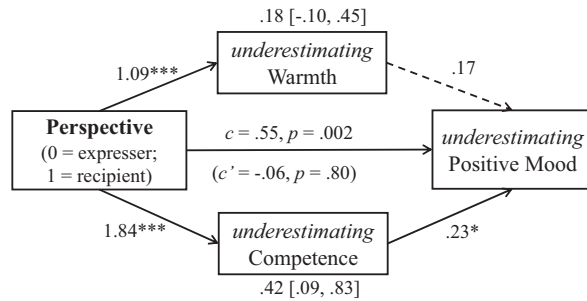 .18 [-.10, .45]
underestimating
Warmth
1.09***
.17
Perspective
(0 = expresser;
1 = recipient)
c = .55, p = .002
(c’ = -.06, p = .80)
underestimating
Positive Mood
1.84***
underestimating
Competence
.23*
.42 [.09, .83]